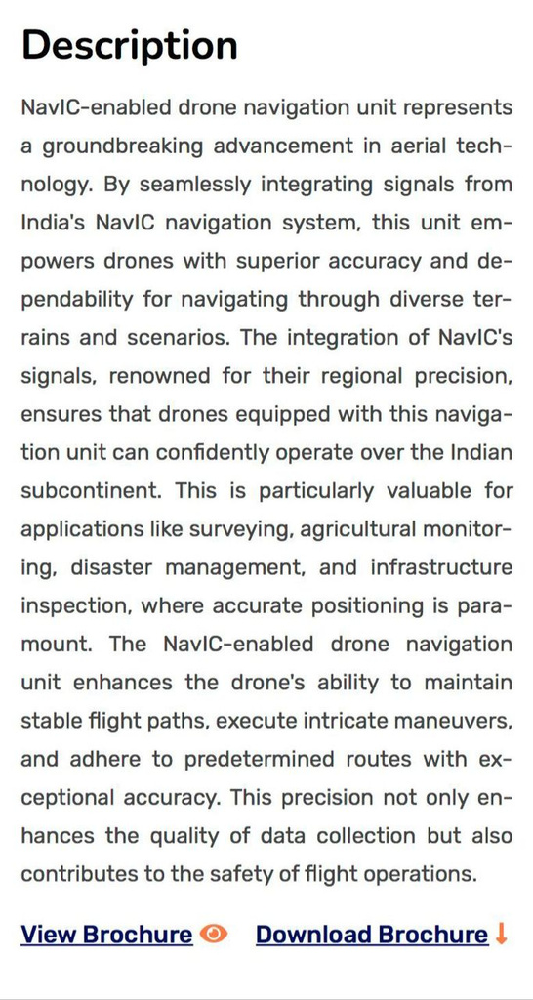 Description
NavIC-enabled drone navigation unit represents
a groundbreaking advancement in aerial tech-
nology. By seamlessly integrating signals from
India's NavIC navigation system, this unit em-
powers drones with superior accuracy and de-
pendability for navigating through diverse ter-
rains and scenarios. The integration of NavIC's
signals, renowned for their regional precision,
ensures that drones equipped with this naviga-
tion unit can confidently operate over the Indian
subcontinent. This is particularly valuable for
applications like surveying, agricultural monitor-
ing, disaster management, and infrastructure
inspection, where accurate positioning is para-
mount. The NavIC-enabled drone navigation
unit enhances the drone's ability to maintain
stable flight paths, execute intricate maneuvers,
and adhere to predetermined routes with ex-
ceptional accuracy. This precision not only en-
hances the quality of data collection but also
contributes to the safety of flight operations.
View Brochure Download Brochure